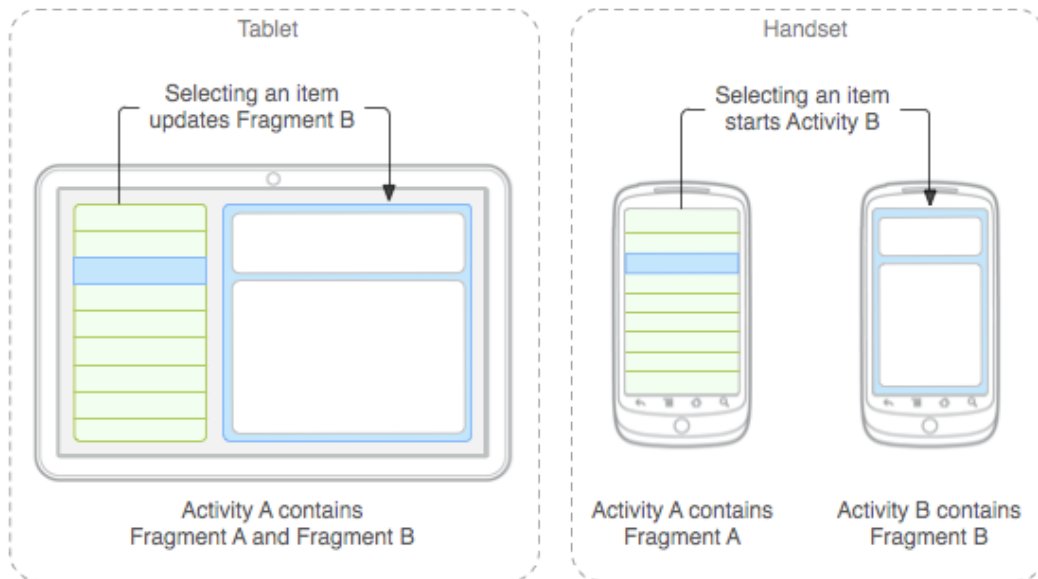 Tablet
Selecting an item
updates Fragment B
Activity A contains
Fragment A and Fragment B
Handset
Selecting an item
starts Activity B
Activity A contains
Fragment A
Activity B contains
Fragment B